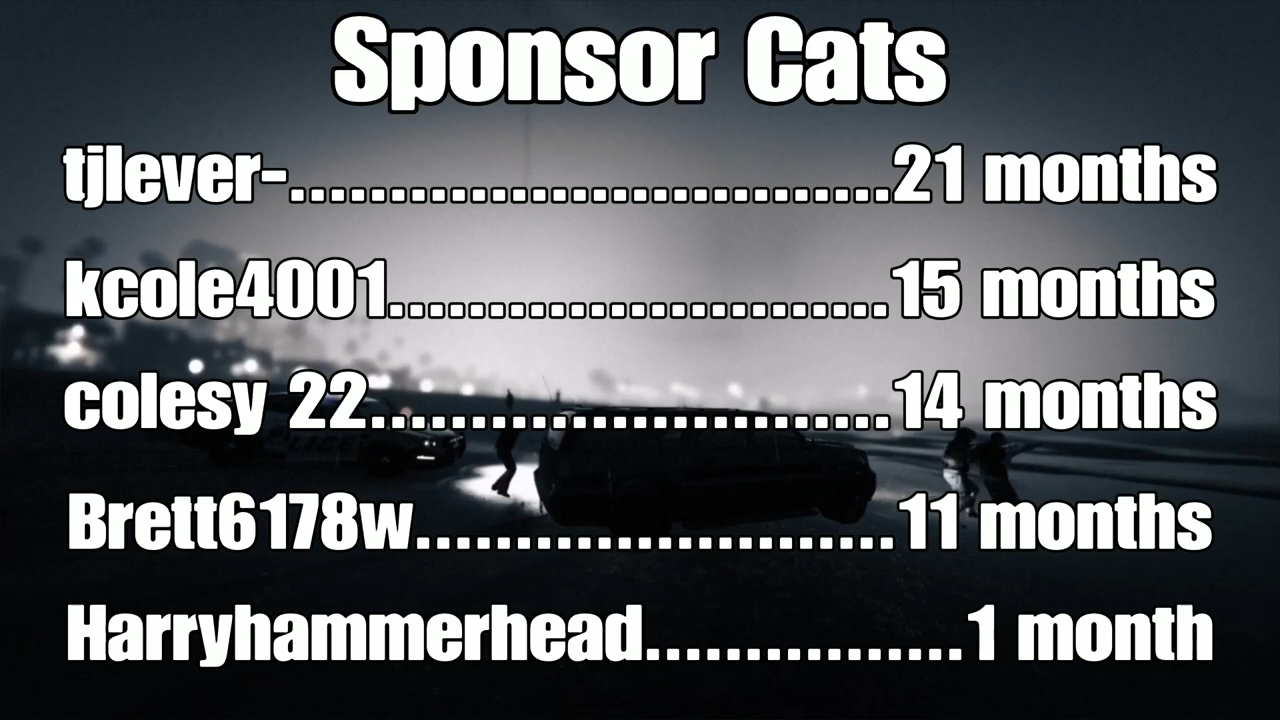 Sponsor Cats
tjlever-..............................21 months
kcole4001.........................15 months
colesy 22..........................14 months
Brett6178w........................11 months
Harryhammerhead................1 month